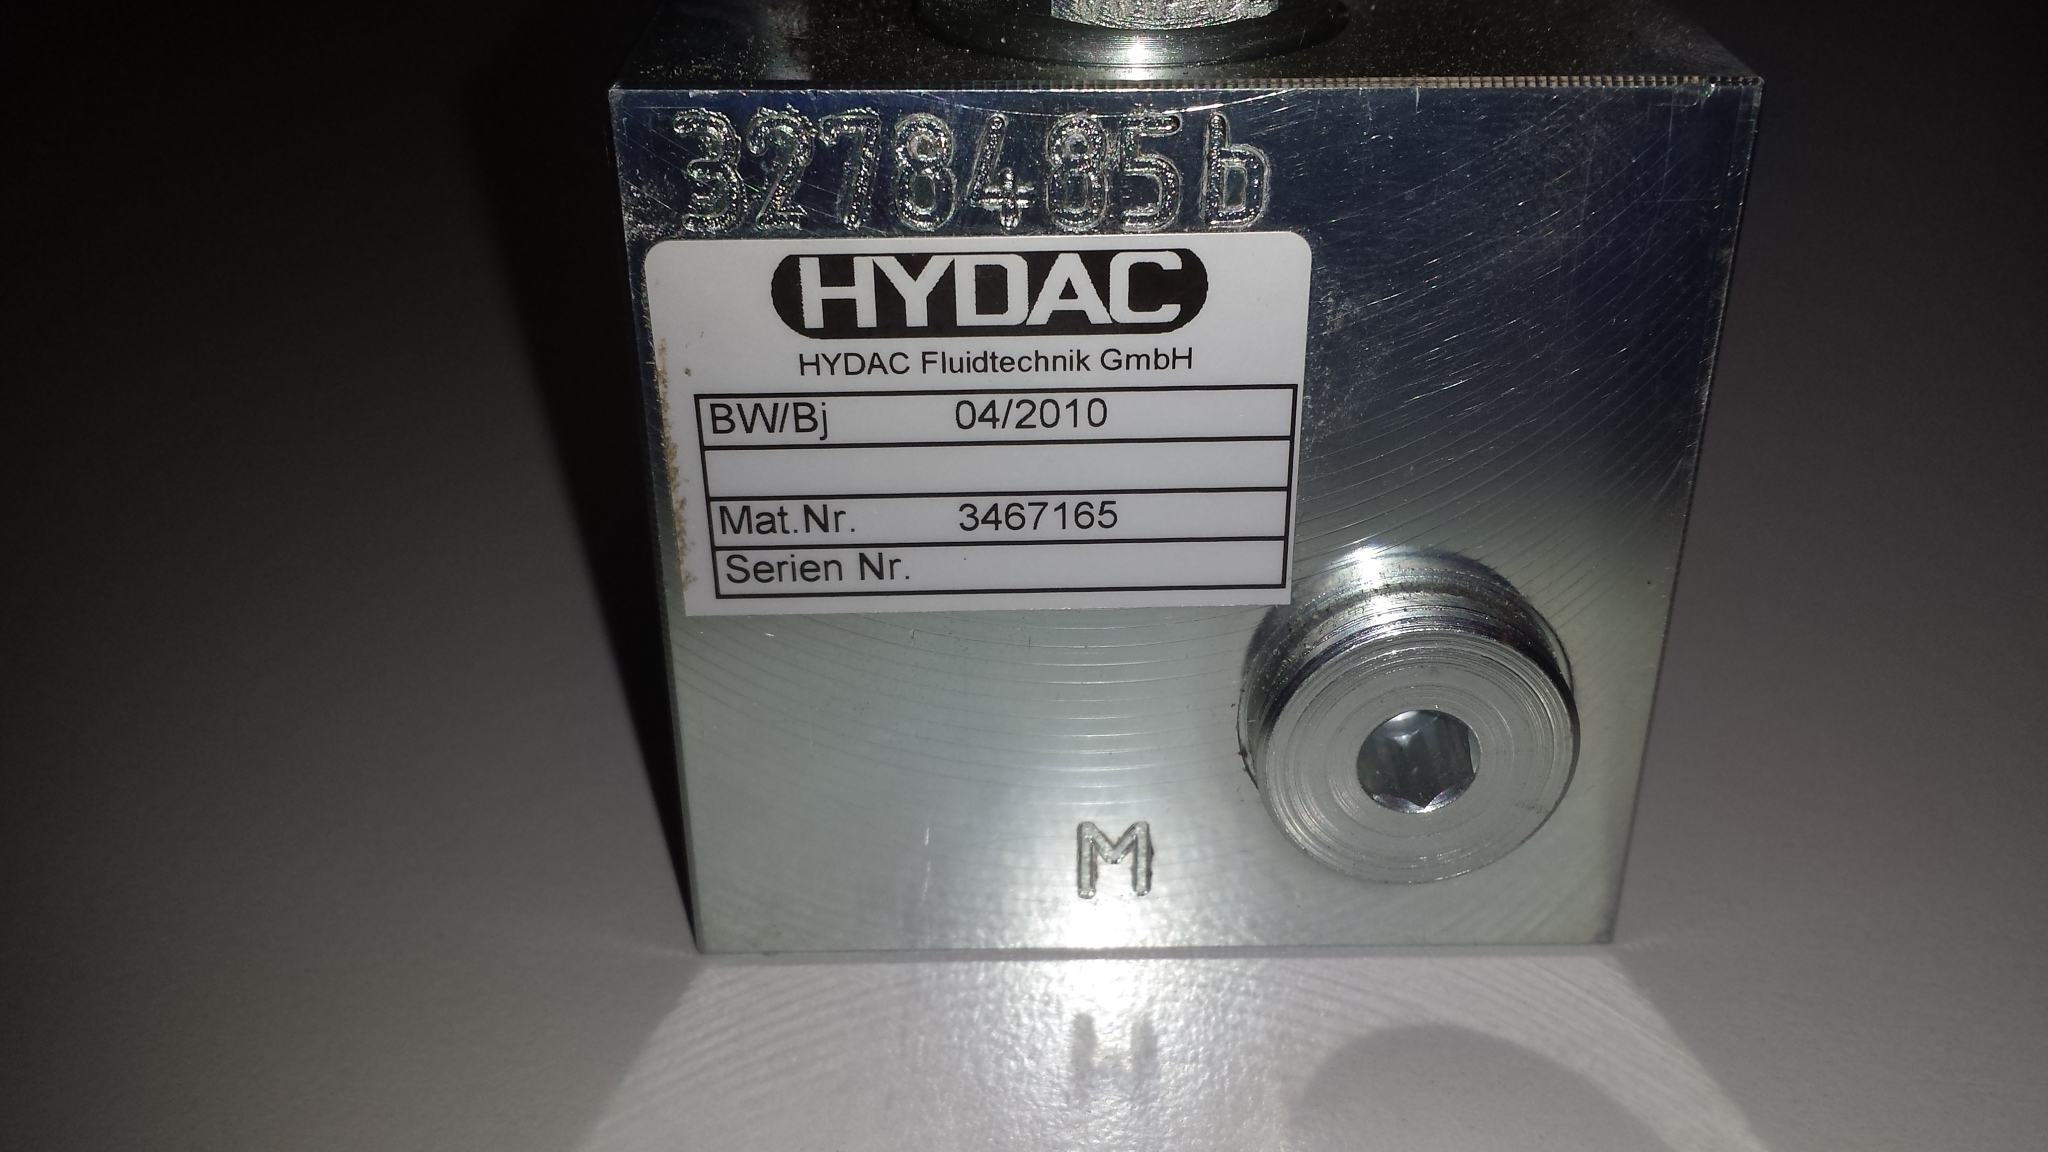 3278485b
HYDAC
HYDAC Fluidtechnik GmbH
BW/Bj 04/2010
Mat.Nr. 3467165
Serien Nr.
M